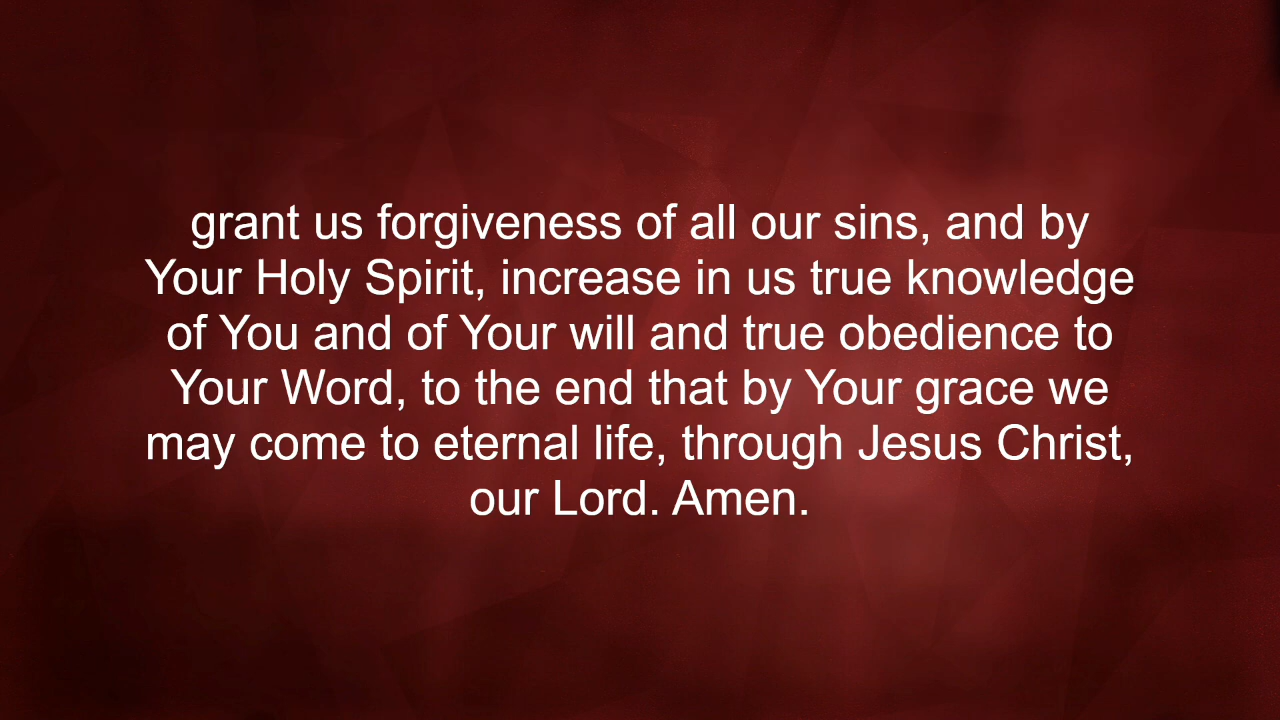 grant us forgiveness of all our sins, and by
Your Holy Spirit, increase in us true knowledge
of You and of Your will and true obedience to
Your Word, to the end that by Your grace we
may come to eternal life, through Jesus Christ,
our Lord. Amen.